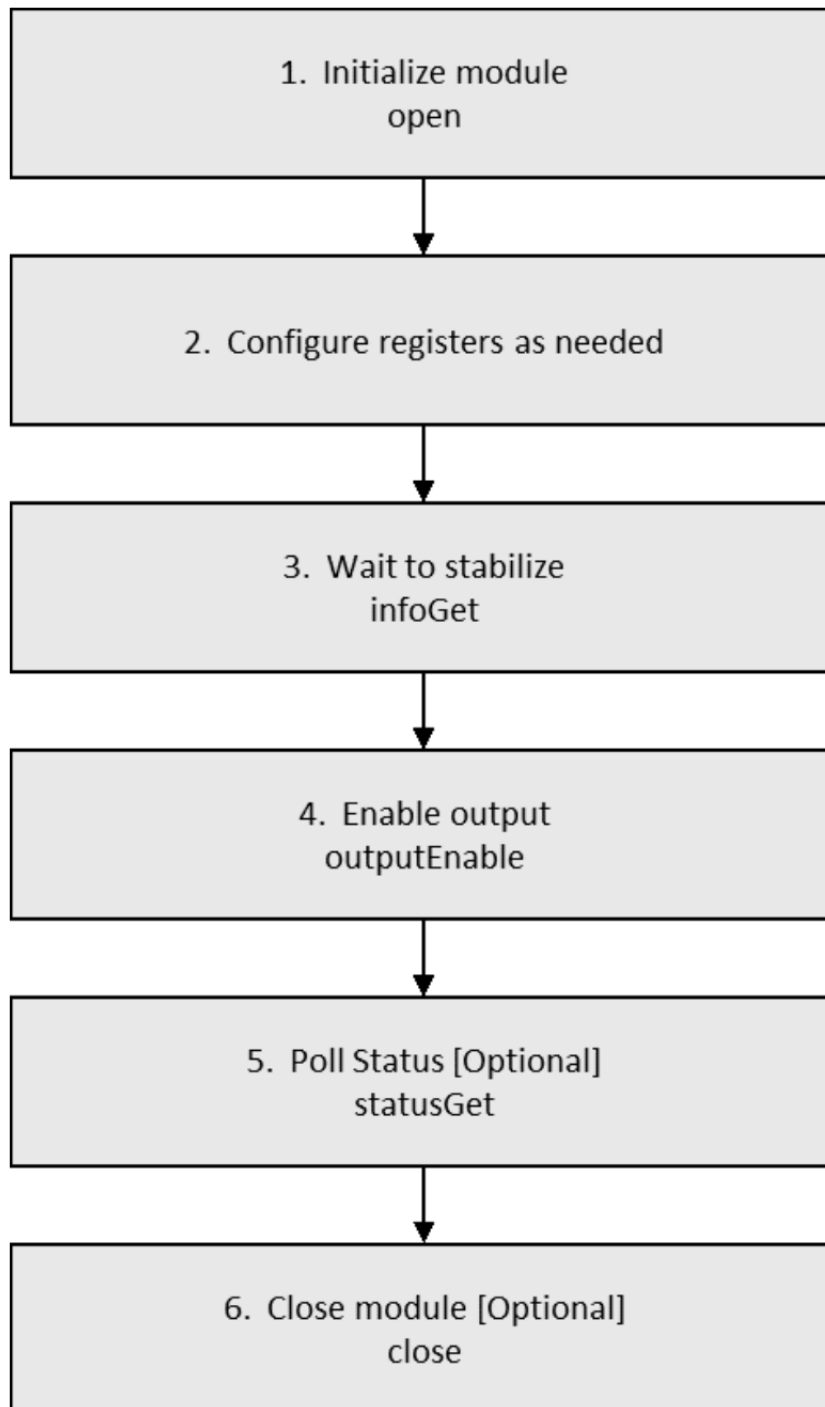 1. Initialize module
open
2. Configure registers as needed
3. Wait to stabilize
infoGet
4. Enable output
outputEnable
5. Poll Status [Optional]
statusGet
6. Close module [Optional]
close